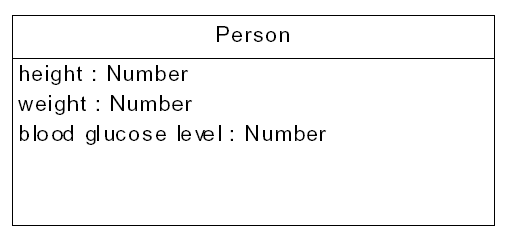 Person
height : Number
weight : Number
blood glucose level : Number